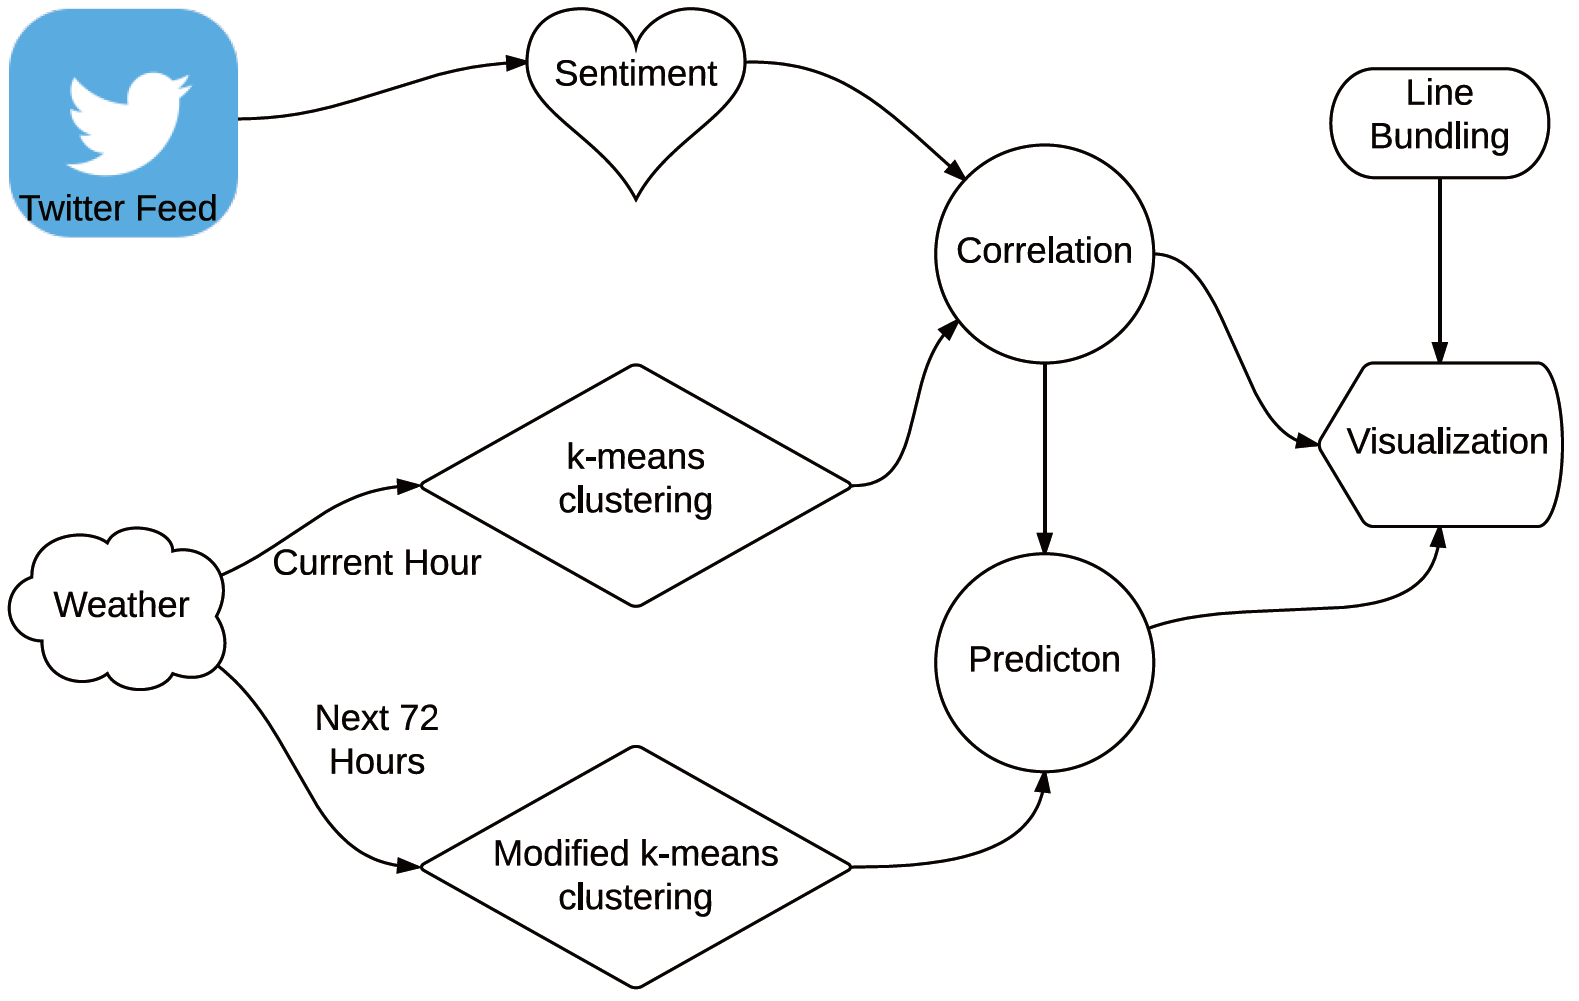 Twitter Feed
Sentiment
Correlation
Line
Bundling
k-means
clustering
Visualization
Current Hour
Weather
Predicton
Next 72
Hours
Modified k-means
clustering